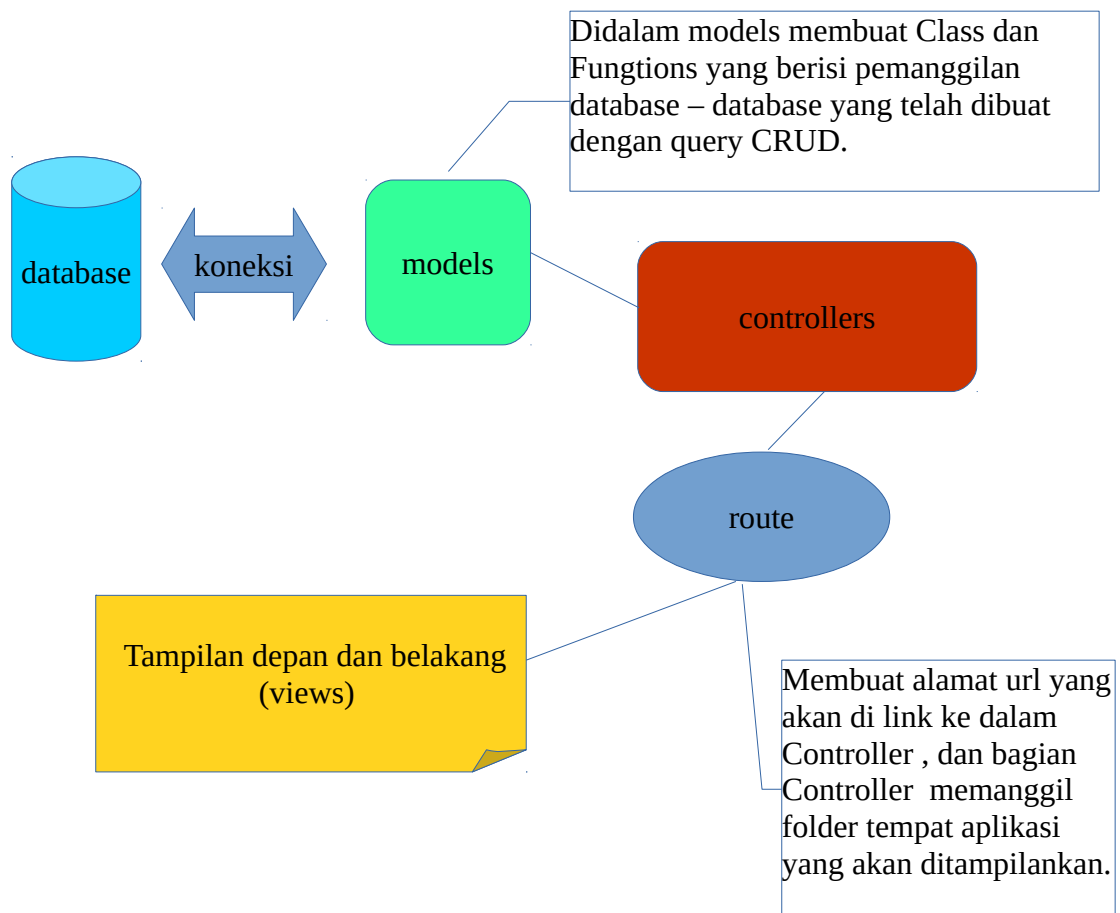 Didalam models membuat Class dan
Fungtions yang berisi pemanggilan
database – database yang telah dibuat
dengan query CRUD.
database
koneksi
models
controllers
route
Tampilan depan dan belakang
(views)
Membuat alamat url yang
akan di link ke dalam
Controller , dan bagian
Controller memanggil
folder tempat aplikasi
yang akan ditampilankan.